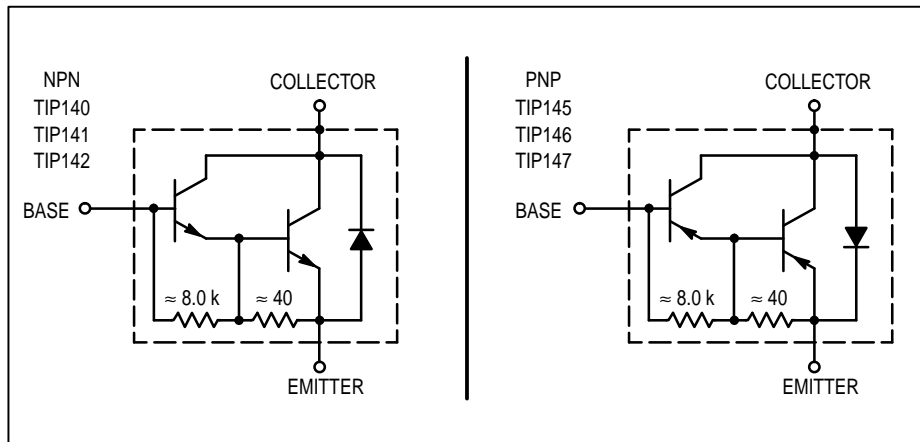 NPN
TIP140
TIP141
TIP142
COLLECTOR
BASE
≈ 8.0 k
≈ 40
EMITTER
PNP
TIP145
TIP146
TIP147
COLLECTOR
BASE
≈ 8.0 k
≈ 40
EMITTER